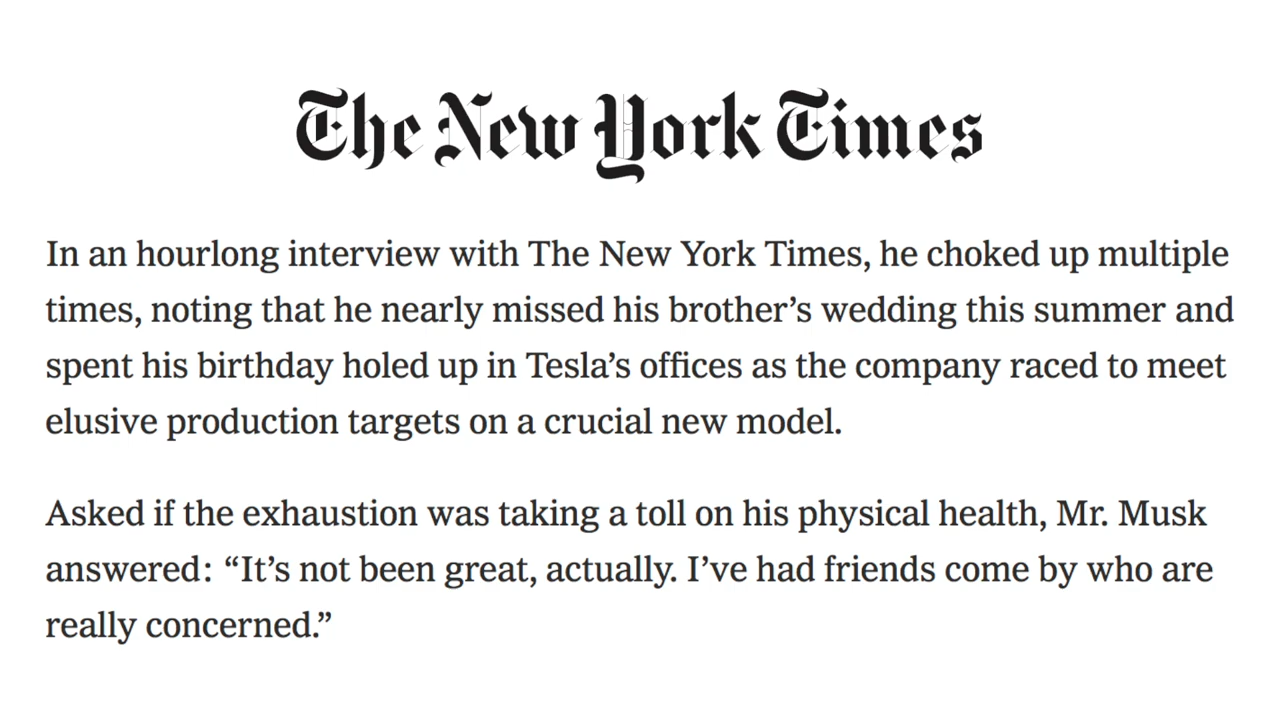 The New York Times
In an hourlong interview with The New York Times, he choked up multiple
times, noting that he nearly missed his brother’s wedding this summer and
spent his birthday holed up in Tesla’s offices as the company raced to meet
elusive production targets on a crucial new model.
Asked if the exhaustion was taking a toll on his physical health, Mr. Musk
answered: “It’s not been great, actually. I’ve had friends come by who are
really concerned.”